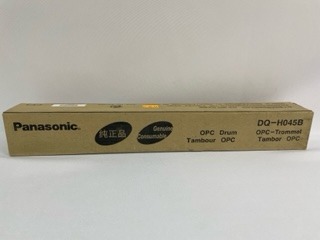 Panasonic
純正品
Genuine
Consumable
OPC Drum
Tambour OPC
DQ-H045B
OPC-Trommel
Tambor OPC